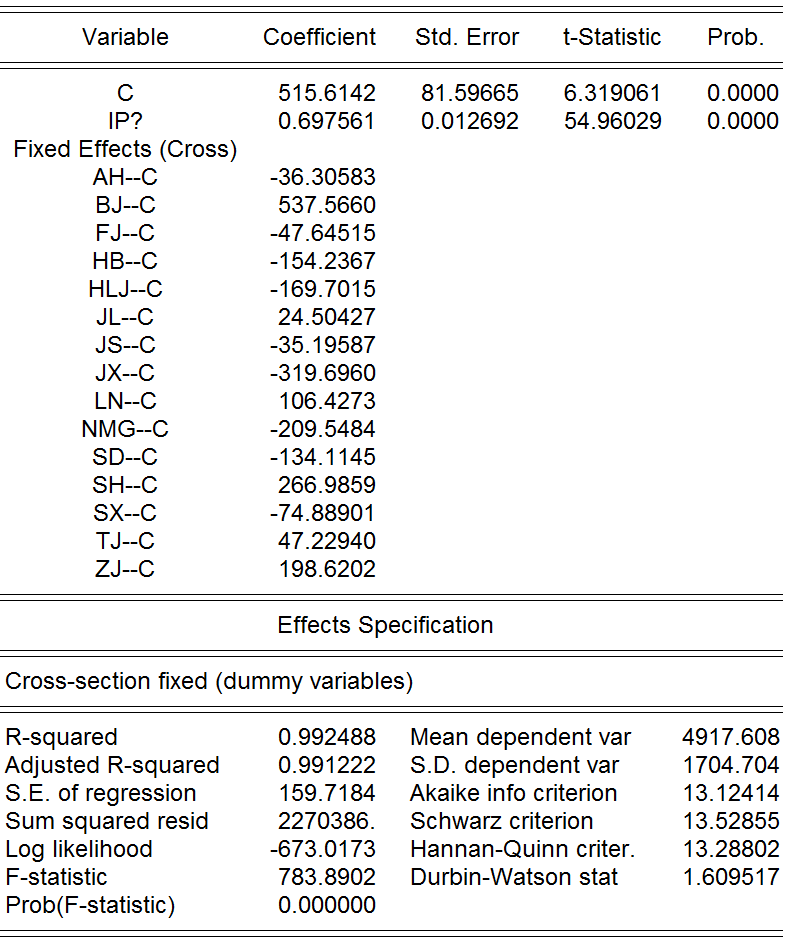 Variable Coefficient Std. Error t-Statistic Prob.
C 515.6142 81.59665 6.319061 0.0000
IP? 0.697561 0.012692 54.96029 0.0000
Fixed Effects (Cross)
AH--C -36.30583
BJ--C 537.5660
FJ--C -47.64515
HB--C -154.2367
HLJ--C -169.7015
JL--C 24.50427
JS--C -35.19587
JX--C -319.6960
LN--C 106.4273
NMG--C -209.5484
SD--C -134.1145
SH--C 266.9859
SX--C -74.88901
TJ--C 47.22940
ZJ--C 198.6202
Effects Specification
Cross-section fixed (dummy variables)
R-squared 0.992488 Mean dependent var 4917.608
Adjusted R-squared 0.991222 S.D. dependent var 1704.704
S.E. of regression 159.7184 Akaike info criterion 13.12414
Sum squared resid 2270386. Schwarz criterion 13.52855
Log likelihood -673.0173 Hannan-Quinn criter. 13.28802
F-statistic 783.8902 Durbin-Watson stat 1.609517
Prob(F-statistic) 0.000000